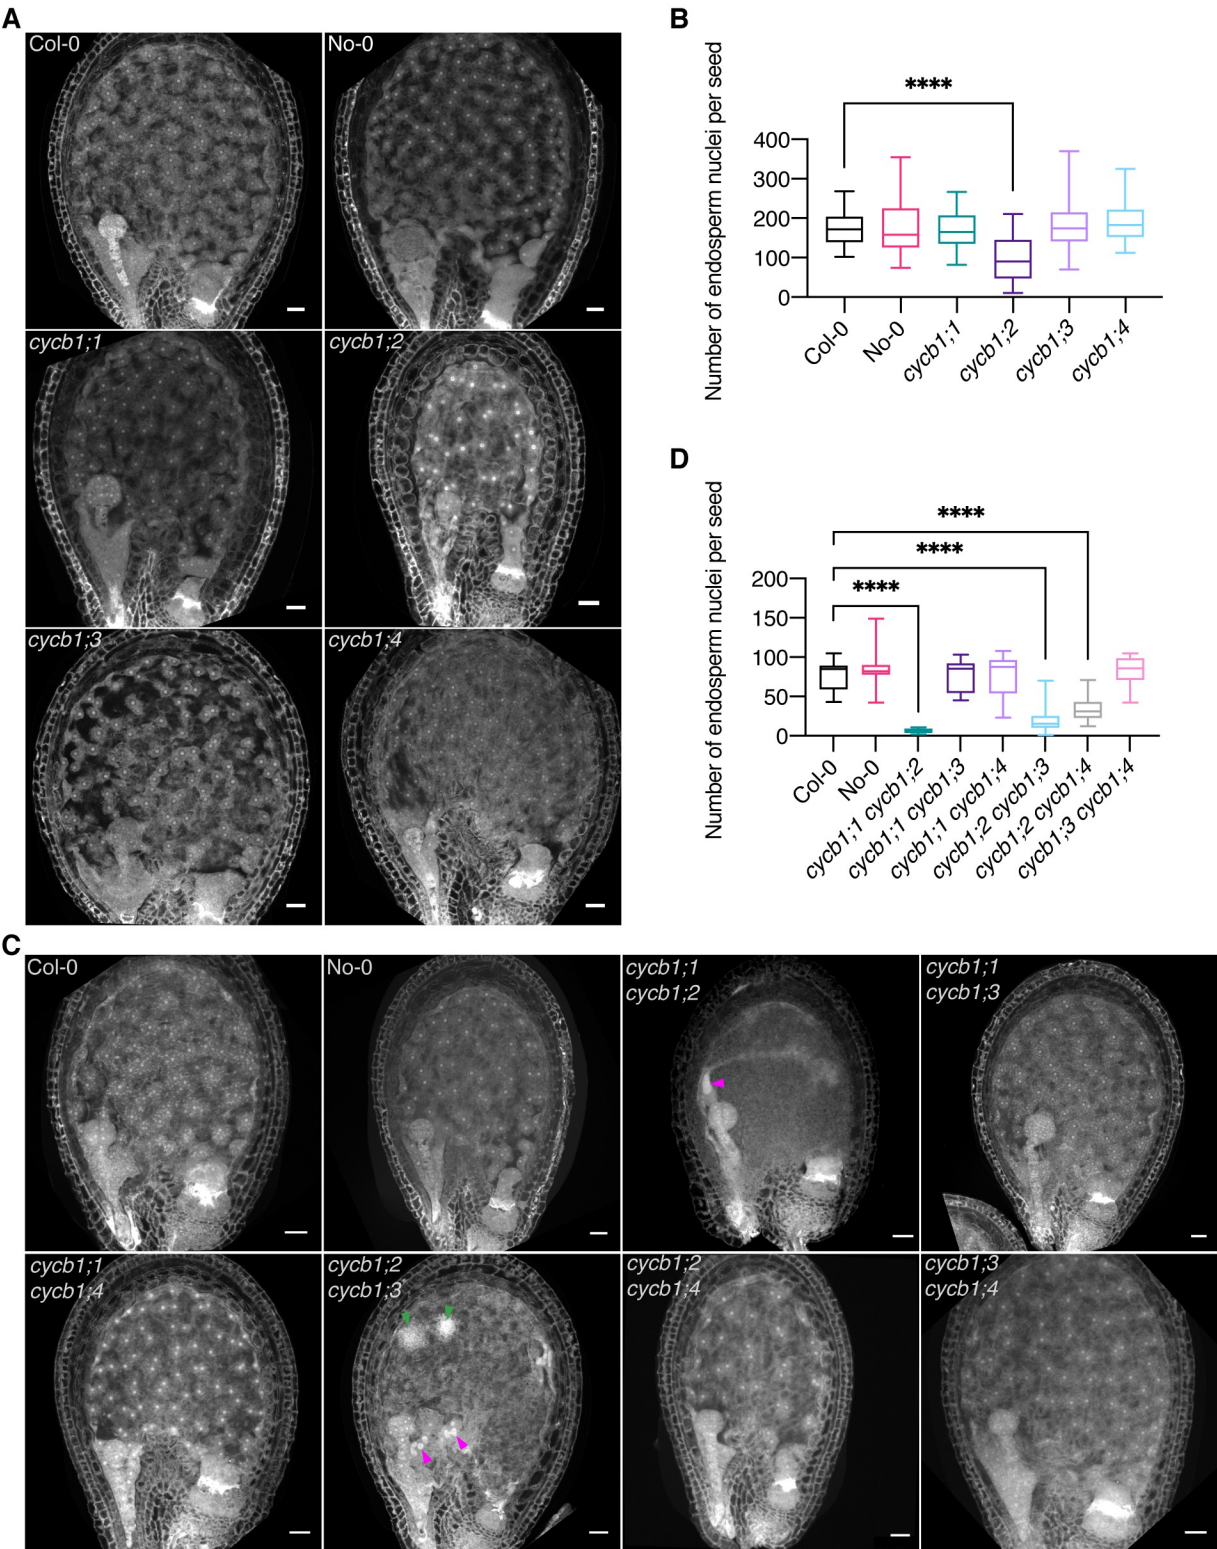 A
Col-0
No-0
cycb1;1
cycb1;2
cycb1;3
cycb1;4
B
Number of endosperm nuclei per seed
****
400
300
200
100
0
Col-0
No-0
cycb1;1
cycb1;2
cycb1;3
cycb1;4
D
Number of endosperm nuclei per seed
****
****
****
200
150
100
50
0
Col-0
No-0
cycb1;1 cycb1;2
cycb1;1 cycb1;3
cycb1;1 cycb1;4
cycb1;2 cycb1;3
cycb1;2 cycb1;4
cycb1;3 cycb1;4
C
Col-0
No-0
cycb1;1
cycb1;2
cycb1;1
cycb1;3
cycb1;1
cycb1;4
cycb1;2
cycb1;3
cycb1;2
cycb1;4
cycb1;3
cycb1;4